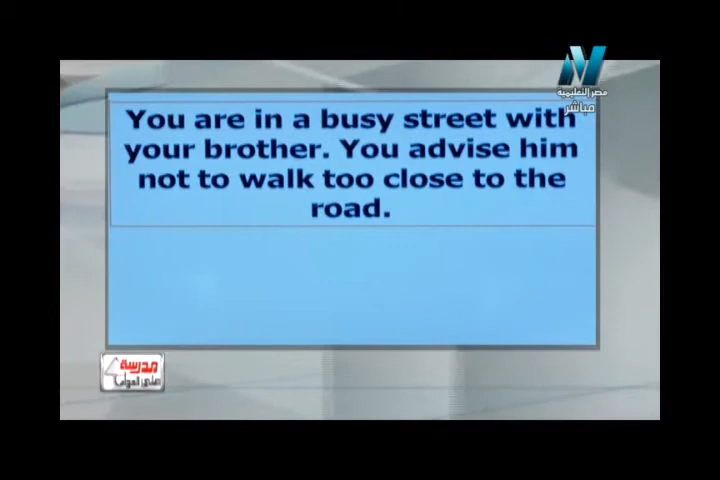 مصر التعليمية
مباشر
You are in a busy street with
your brother. You advise him
not to walk too close to the
road.
مدرسة
على الهواء